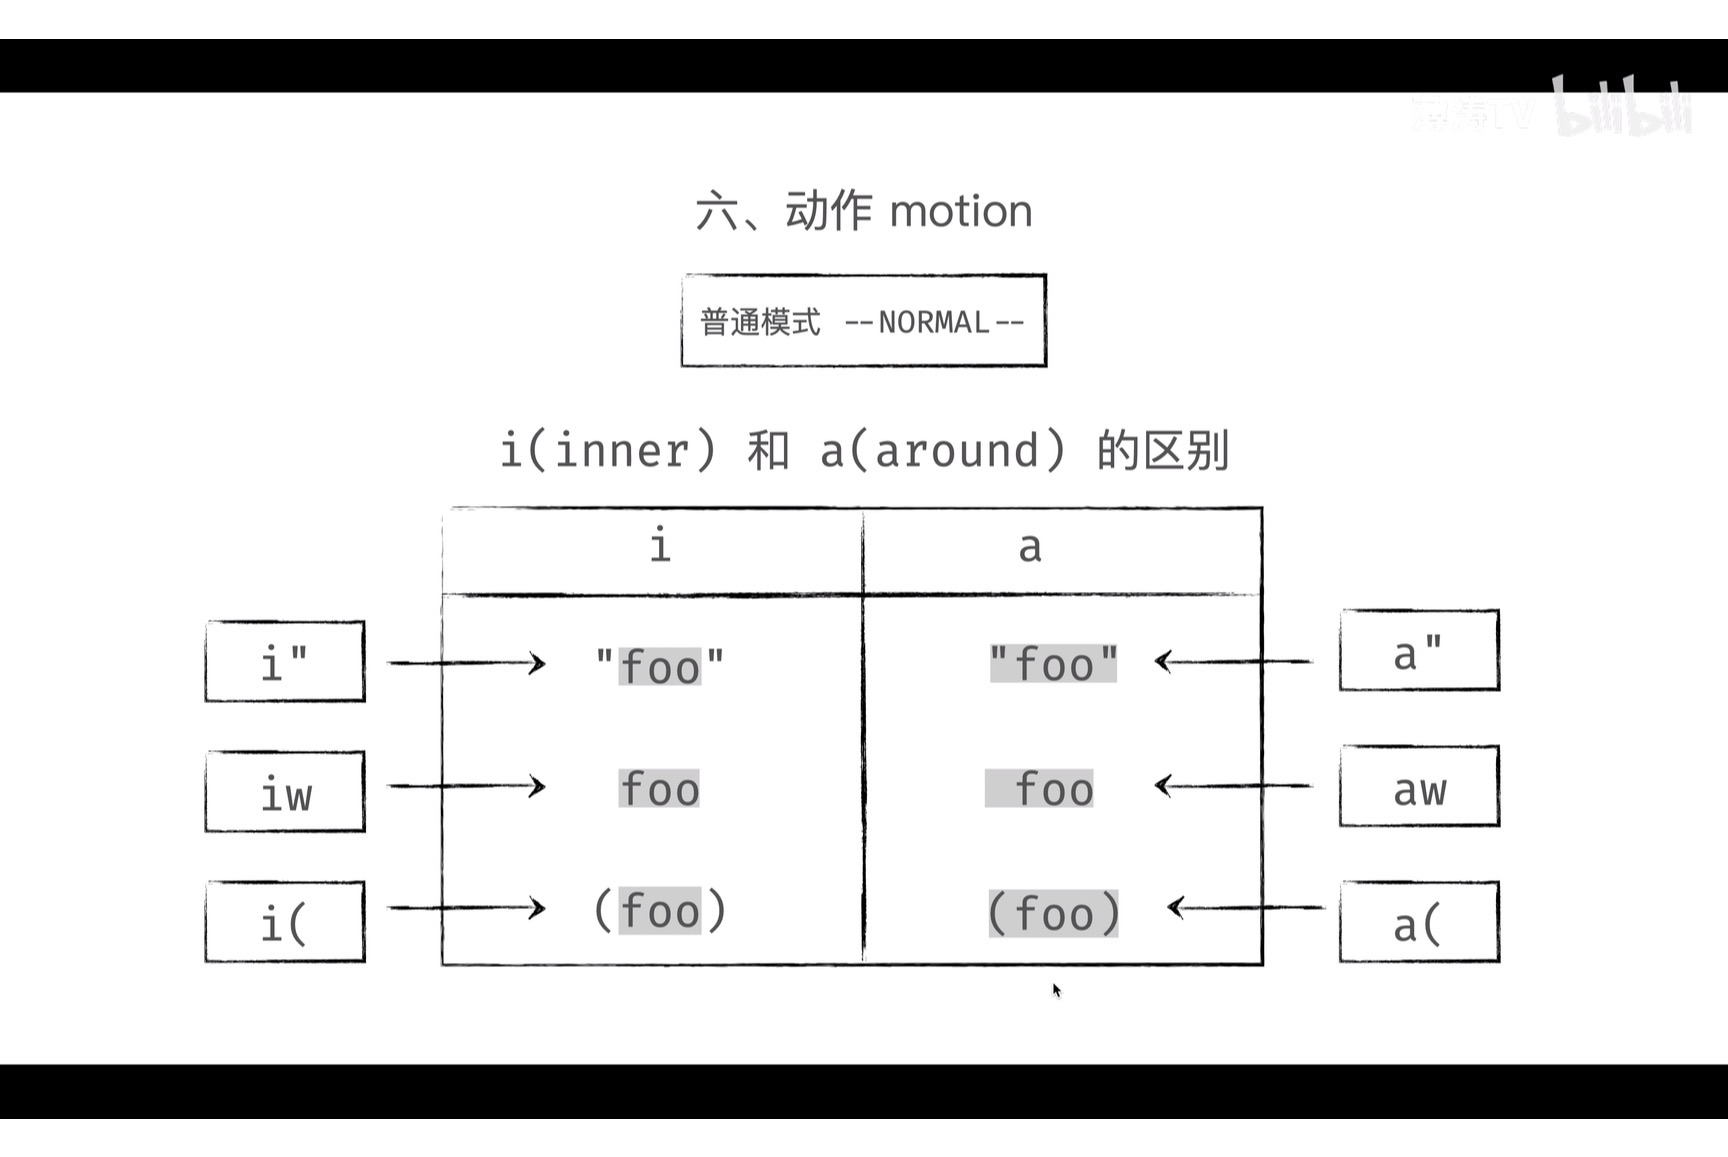 bilibili
六、动作 motion
普通模式 --NORMAL--
i(inner) 和 a(around) 的区别
i a
i" "foo" "foo" a"
iw foo foo aw
i( (foo) (foo) a(